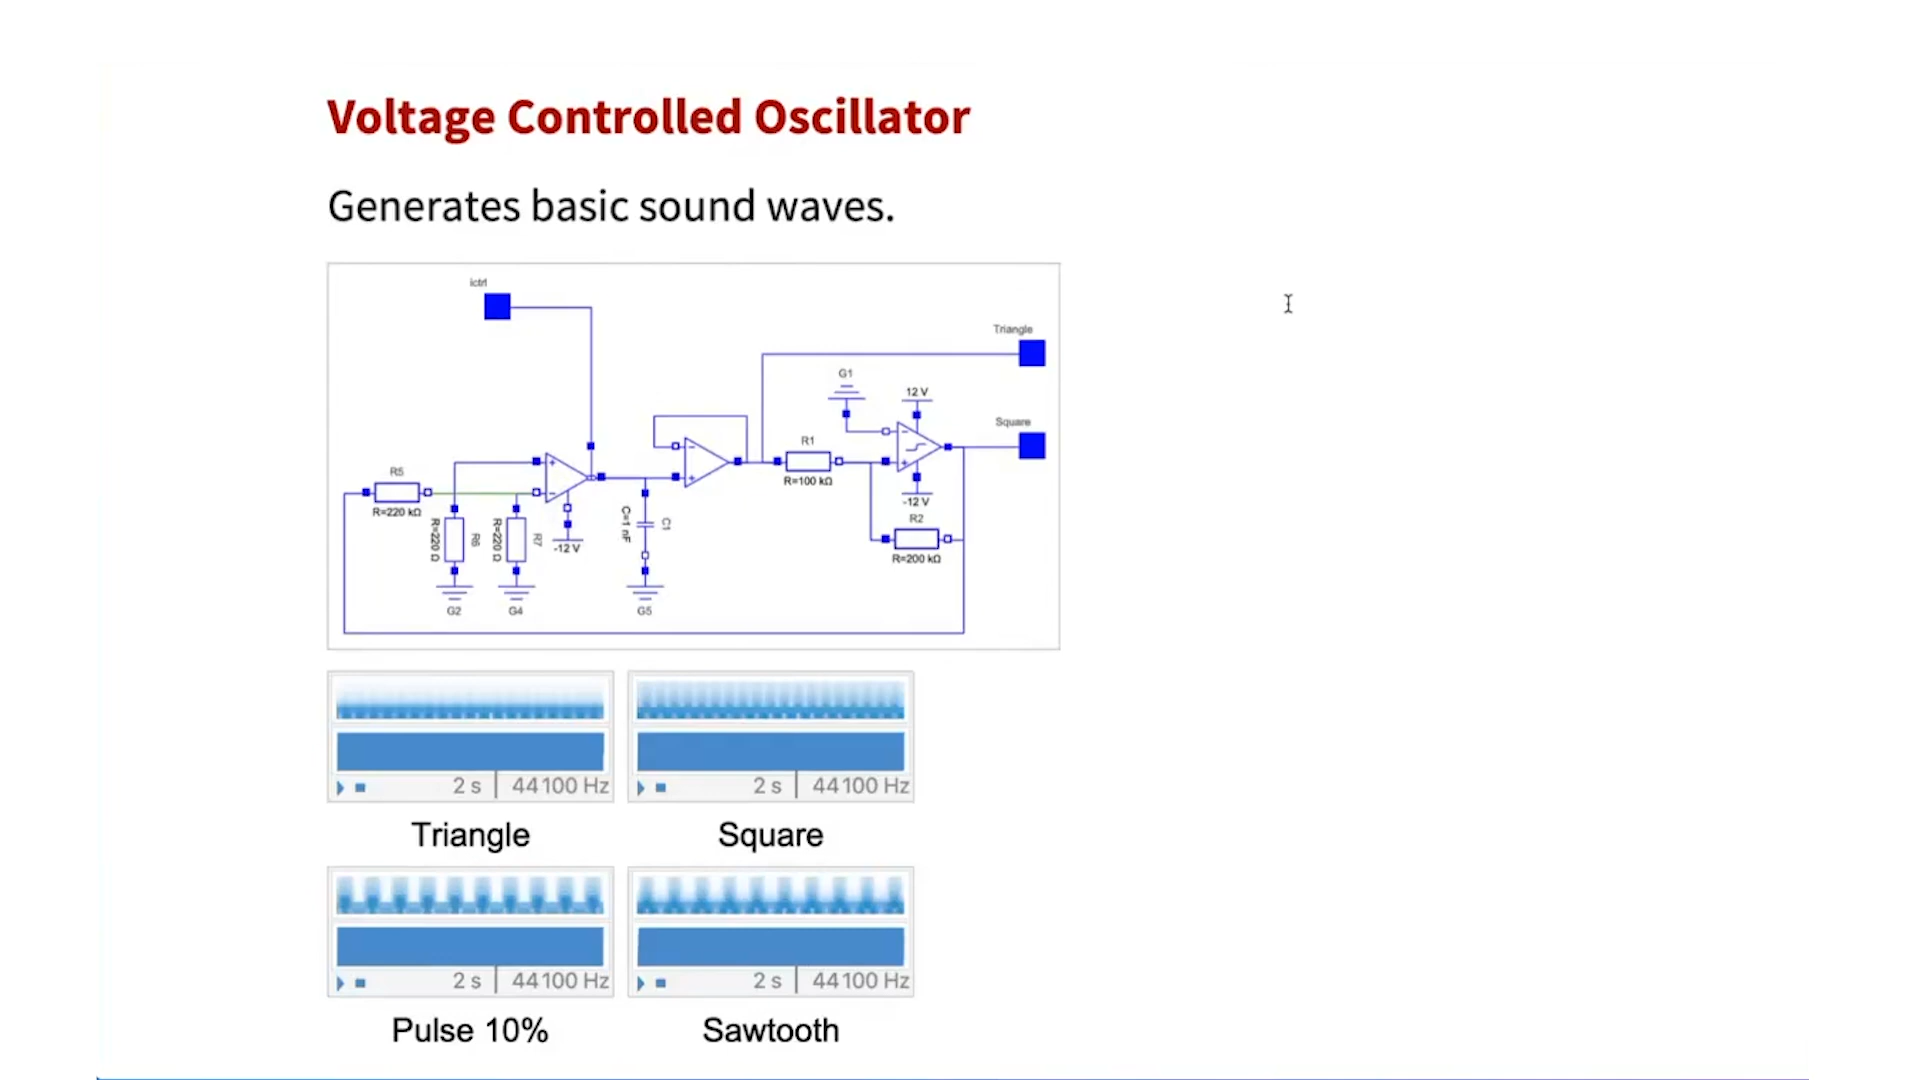 Voltage Controlled Oscillator
Generates basic sound waves.
ictrl
Triangle
G1
12 V
Square
R1
R=100 kΩ
R5
R=220 kΩ
R=220 Ω
R6
R=220 Ω
R7
-12 V
C=1 nF
C1
-12 V
R2
R=200 kΩ
G2
G4
G5
2 s | 44100 Hz
2 s | 44100 Hz
Triangle
Square
2 s | 44100 Hz
2 s | 44100 Hz
Pulse 10%
Sawtooth